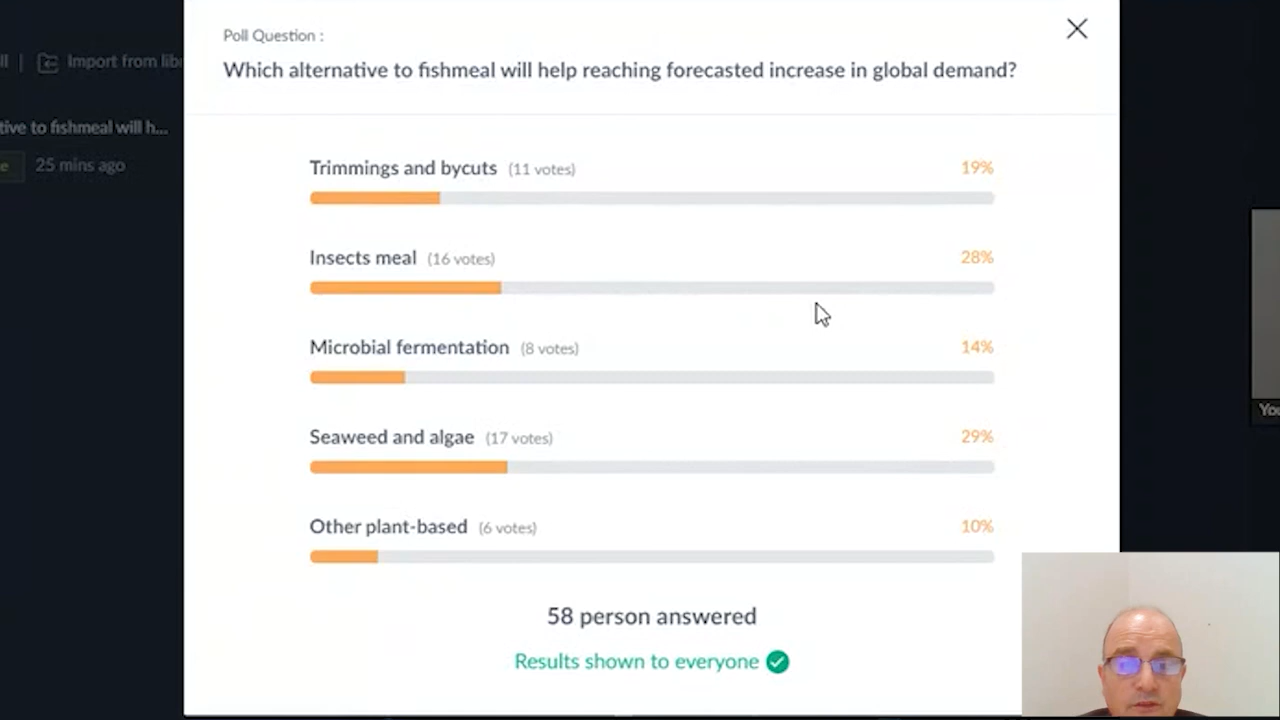 Poll Question :
Which alternative to fishmeal will help reaching forecasted increase in global demand?
ll | Import from lib
tive to fishmeal will h...
e 25 mins ago
Trimmings and bycuts (11 votes) 19%
Insects meal (16 votes) 28%
Microbial fermentation (8 votes) 14%
Seaweed and algae (17 votes) 29%
Other plant-based (6 votes) 10%
58 person answered
Results shown to everyone
You